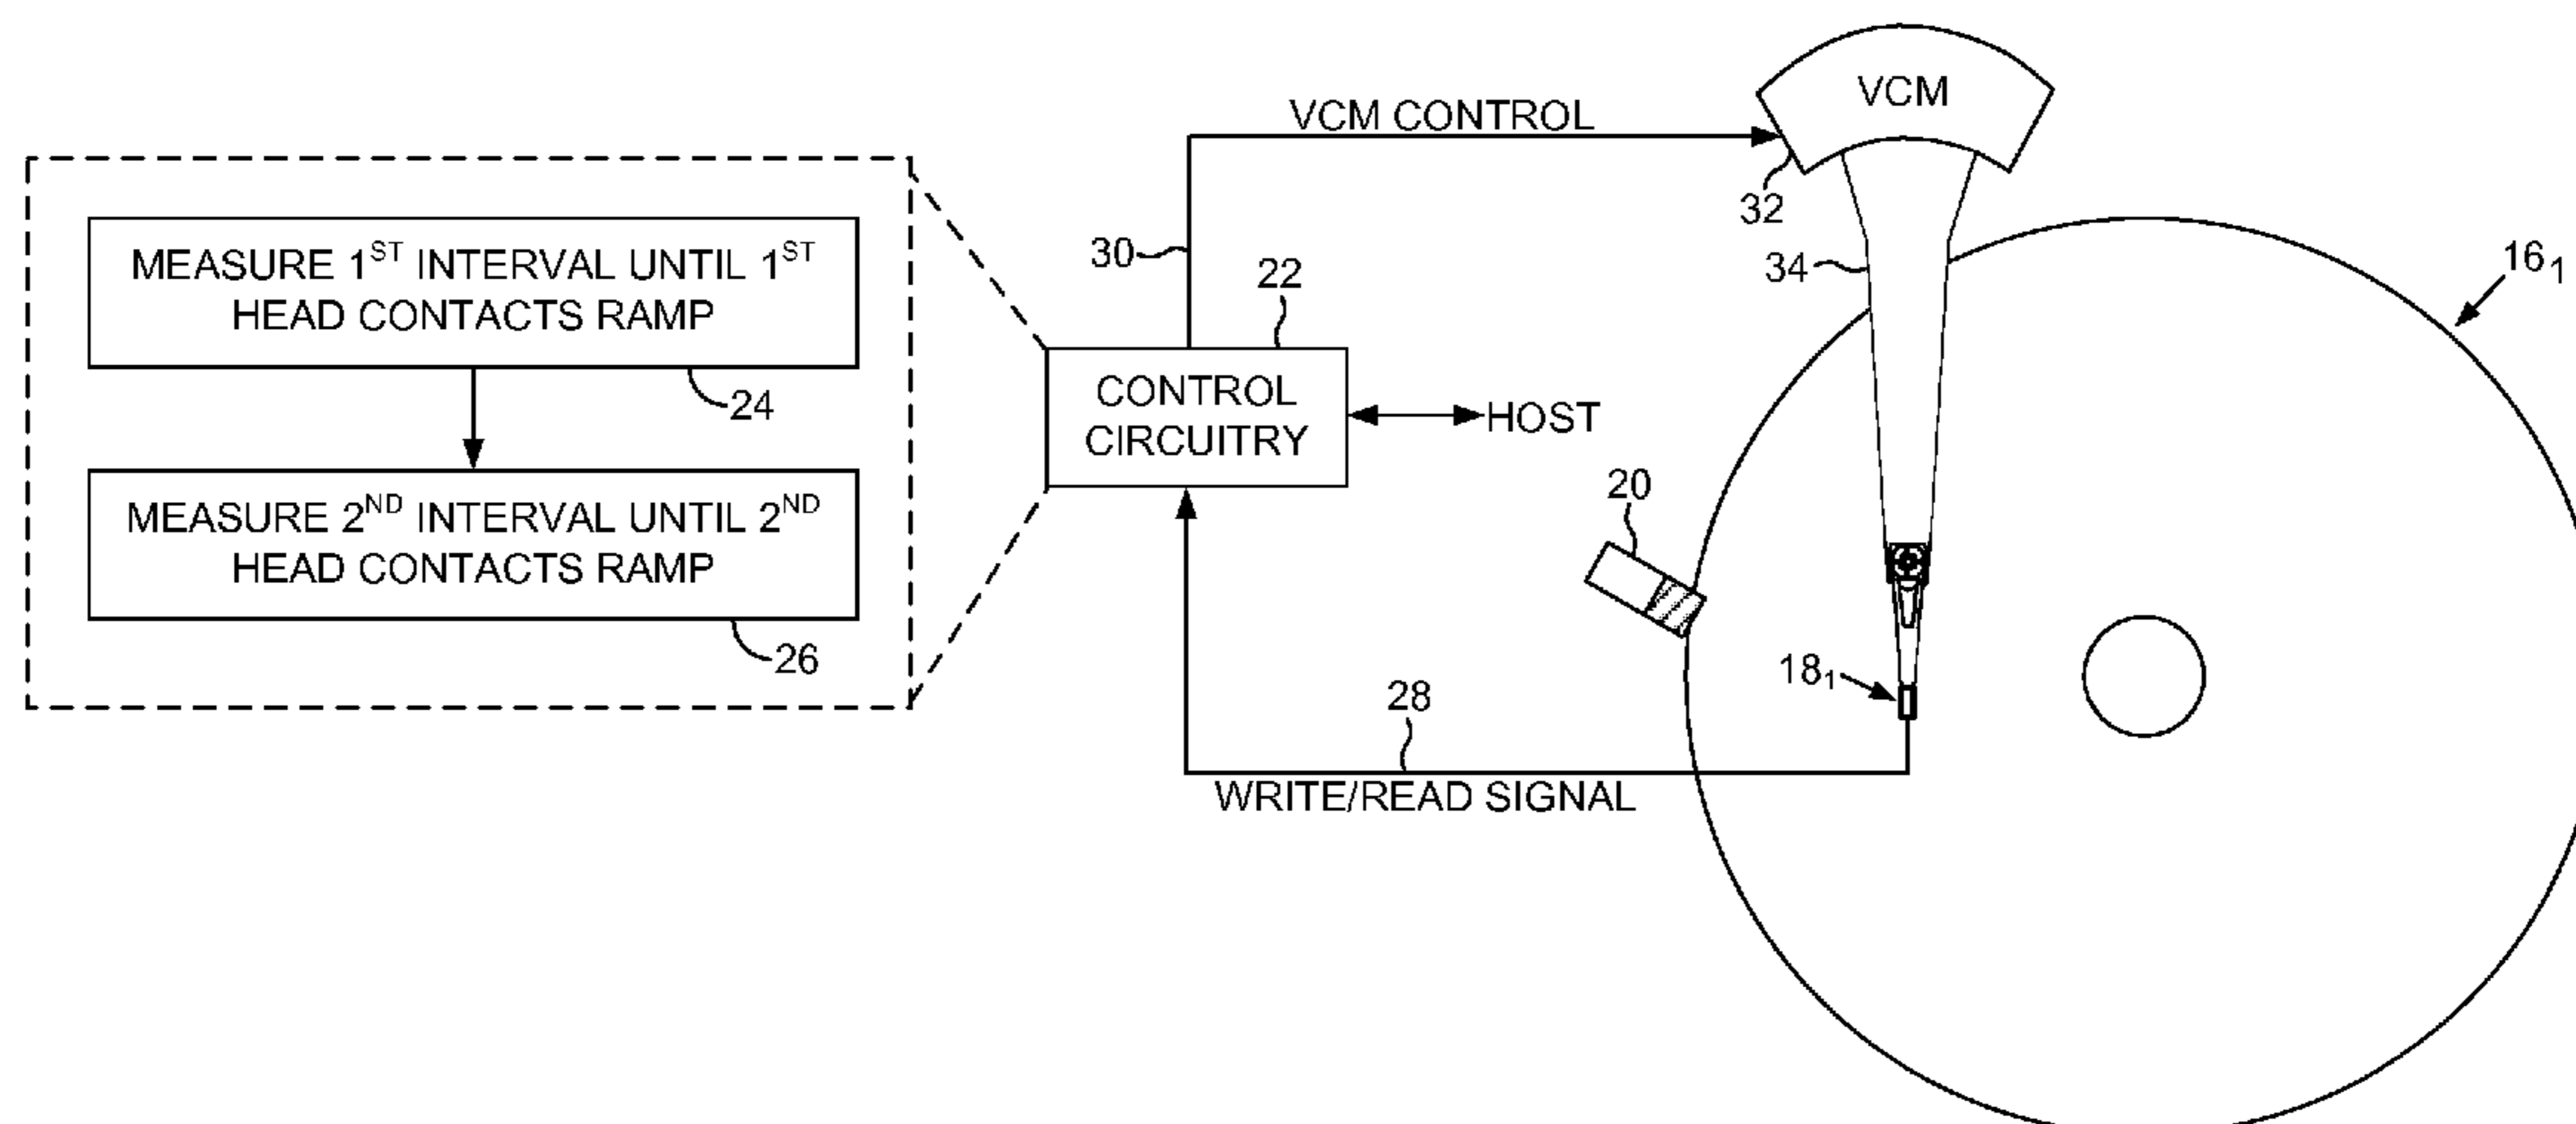 MEASURE 1ST INTERVAL UNTIL 1ST
HEAD CONTACTS RAMP
24
MEASURE 2ND INTERVAL UNTIL 2ND
HEAD CONTACTS RAMP
26
VCM CONTROL
30
22
CONTROL
CIRCUITRY
HOST
28
WRITE/READ SIGNAL
VCM
32
34
20
18₁
16₁